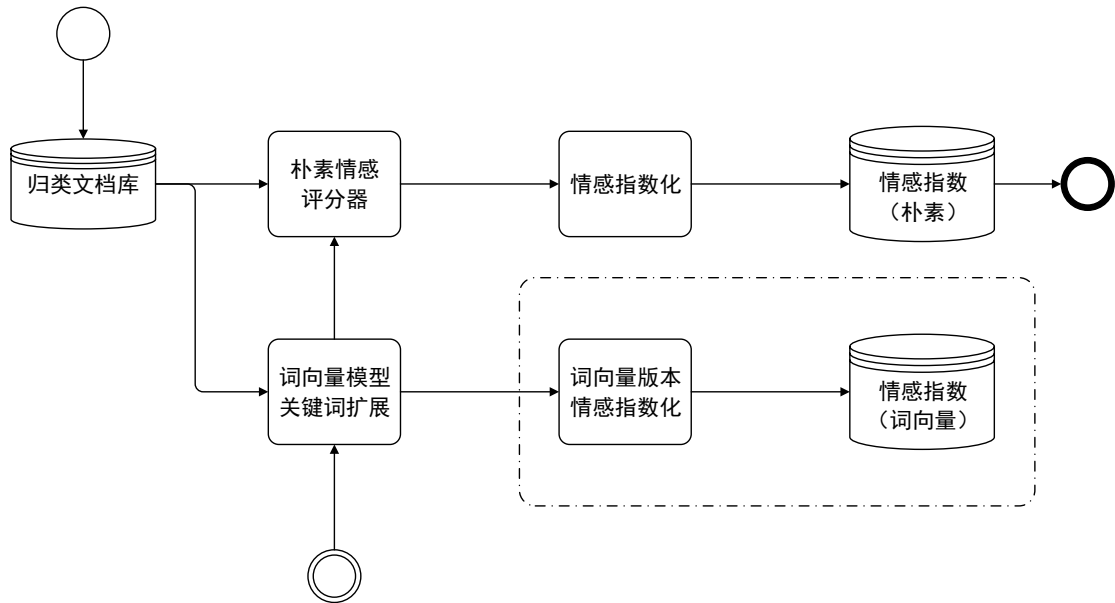 归类文档库
朴素情感
评分器
情感指数化
情感指数
（朴素）
词向量模型
关键词扩展
词向量版本
情感指数化
情感指数
（词向量）